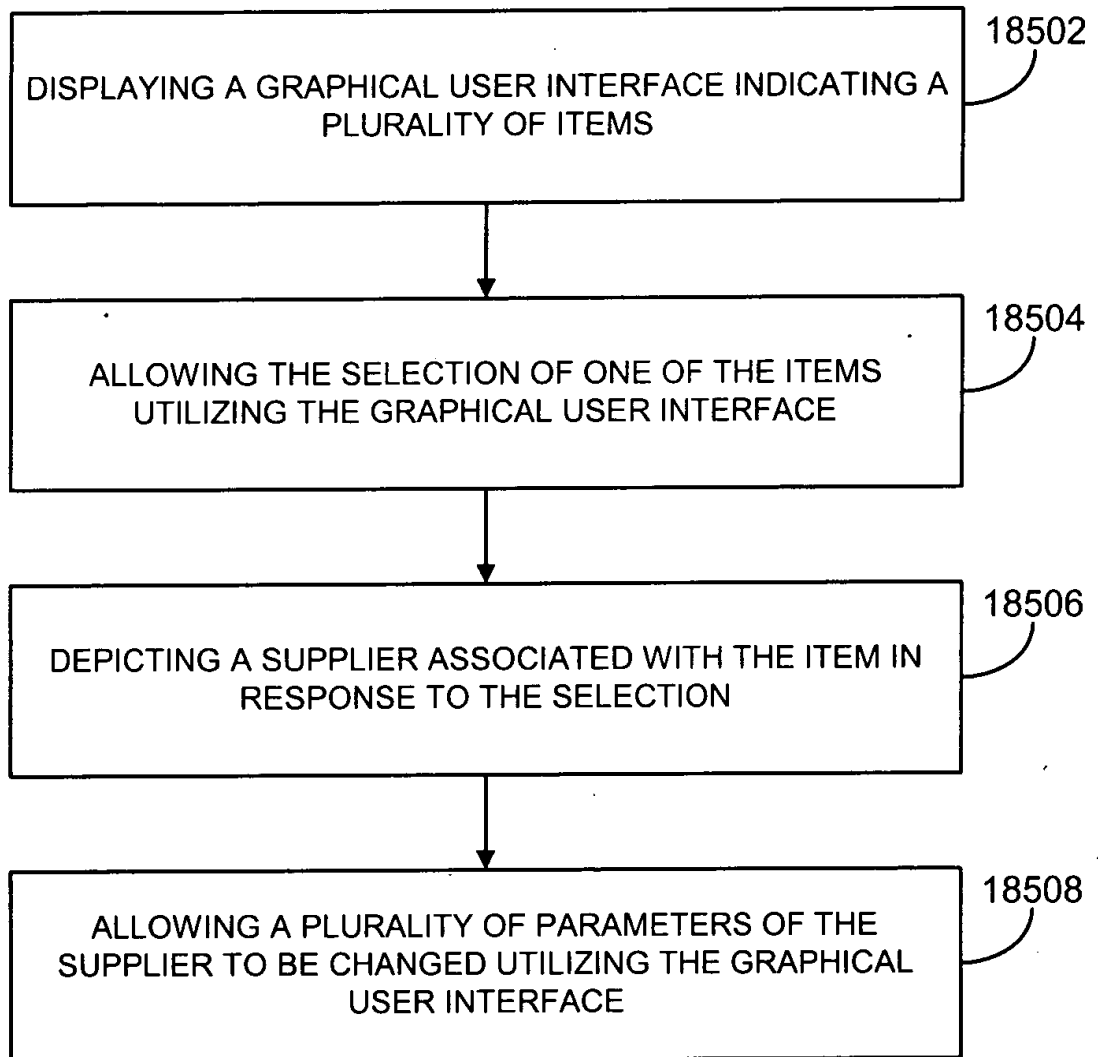 18502
DISPLAYING A GRAPHICAL USER INTERFACE INDICATING A
PLURALITY OF ITEMS
18504
ALLOWING THE SELECTION OF ONE OF THE ITEMS
UTILIZING THE GRAPHICAL USER INTERFACE
18506
DEPICTING A SUPPLIER ASSOCIATED WITH THE ITEM IN
RESPONSE TO THE SELECTION
18508
ALLOWING A PLURALITY OF PARAMETERS OF THE
SUPPLIER TO BE CHANGED UTILIZING THE GRAPHICAL
USER INTERFACE